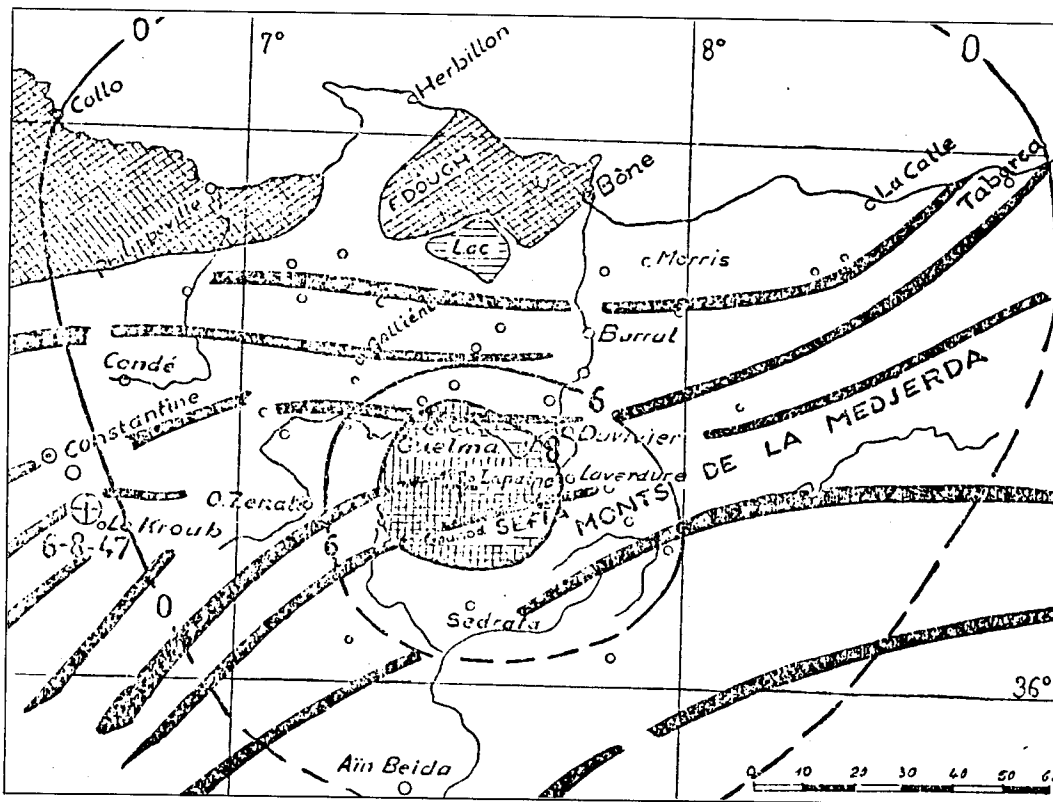 0
7°
8°
0
Herbillon
Collo
Bône
La Calle
Tabarca
F. DOUGH
Lac
Morris
Galliéni
Barral
Condé
Constantine
6
Guelma
8
Duvivier
MONTS DE LA MEDJERDA
Laverdure
O. Zenati
Le Kroub
6-8-47
6
0
Sedrata
36°
Aïn Beida
0 10 20 30 40 50